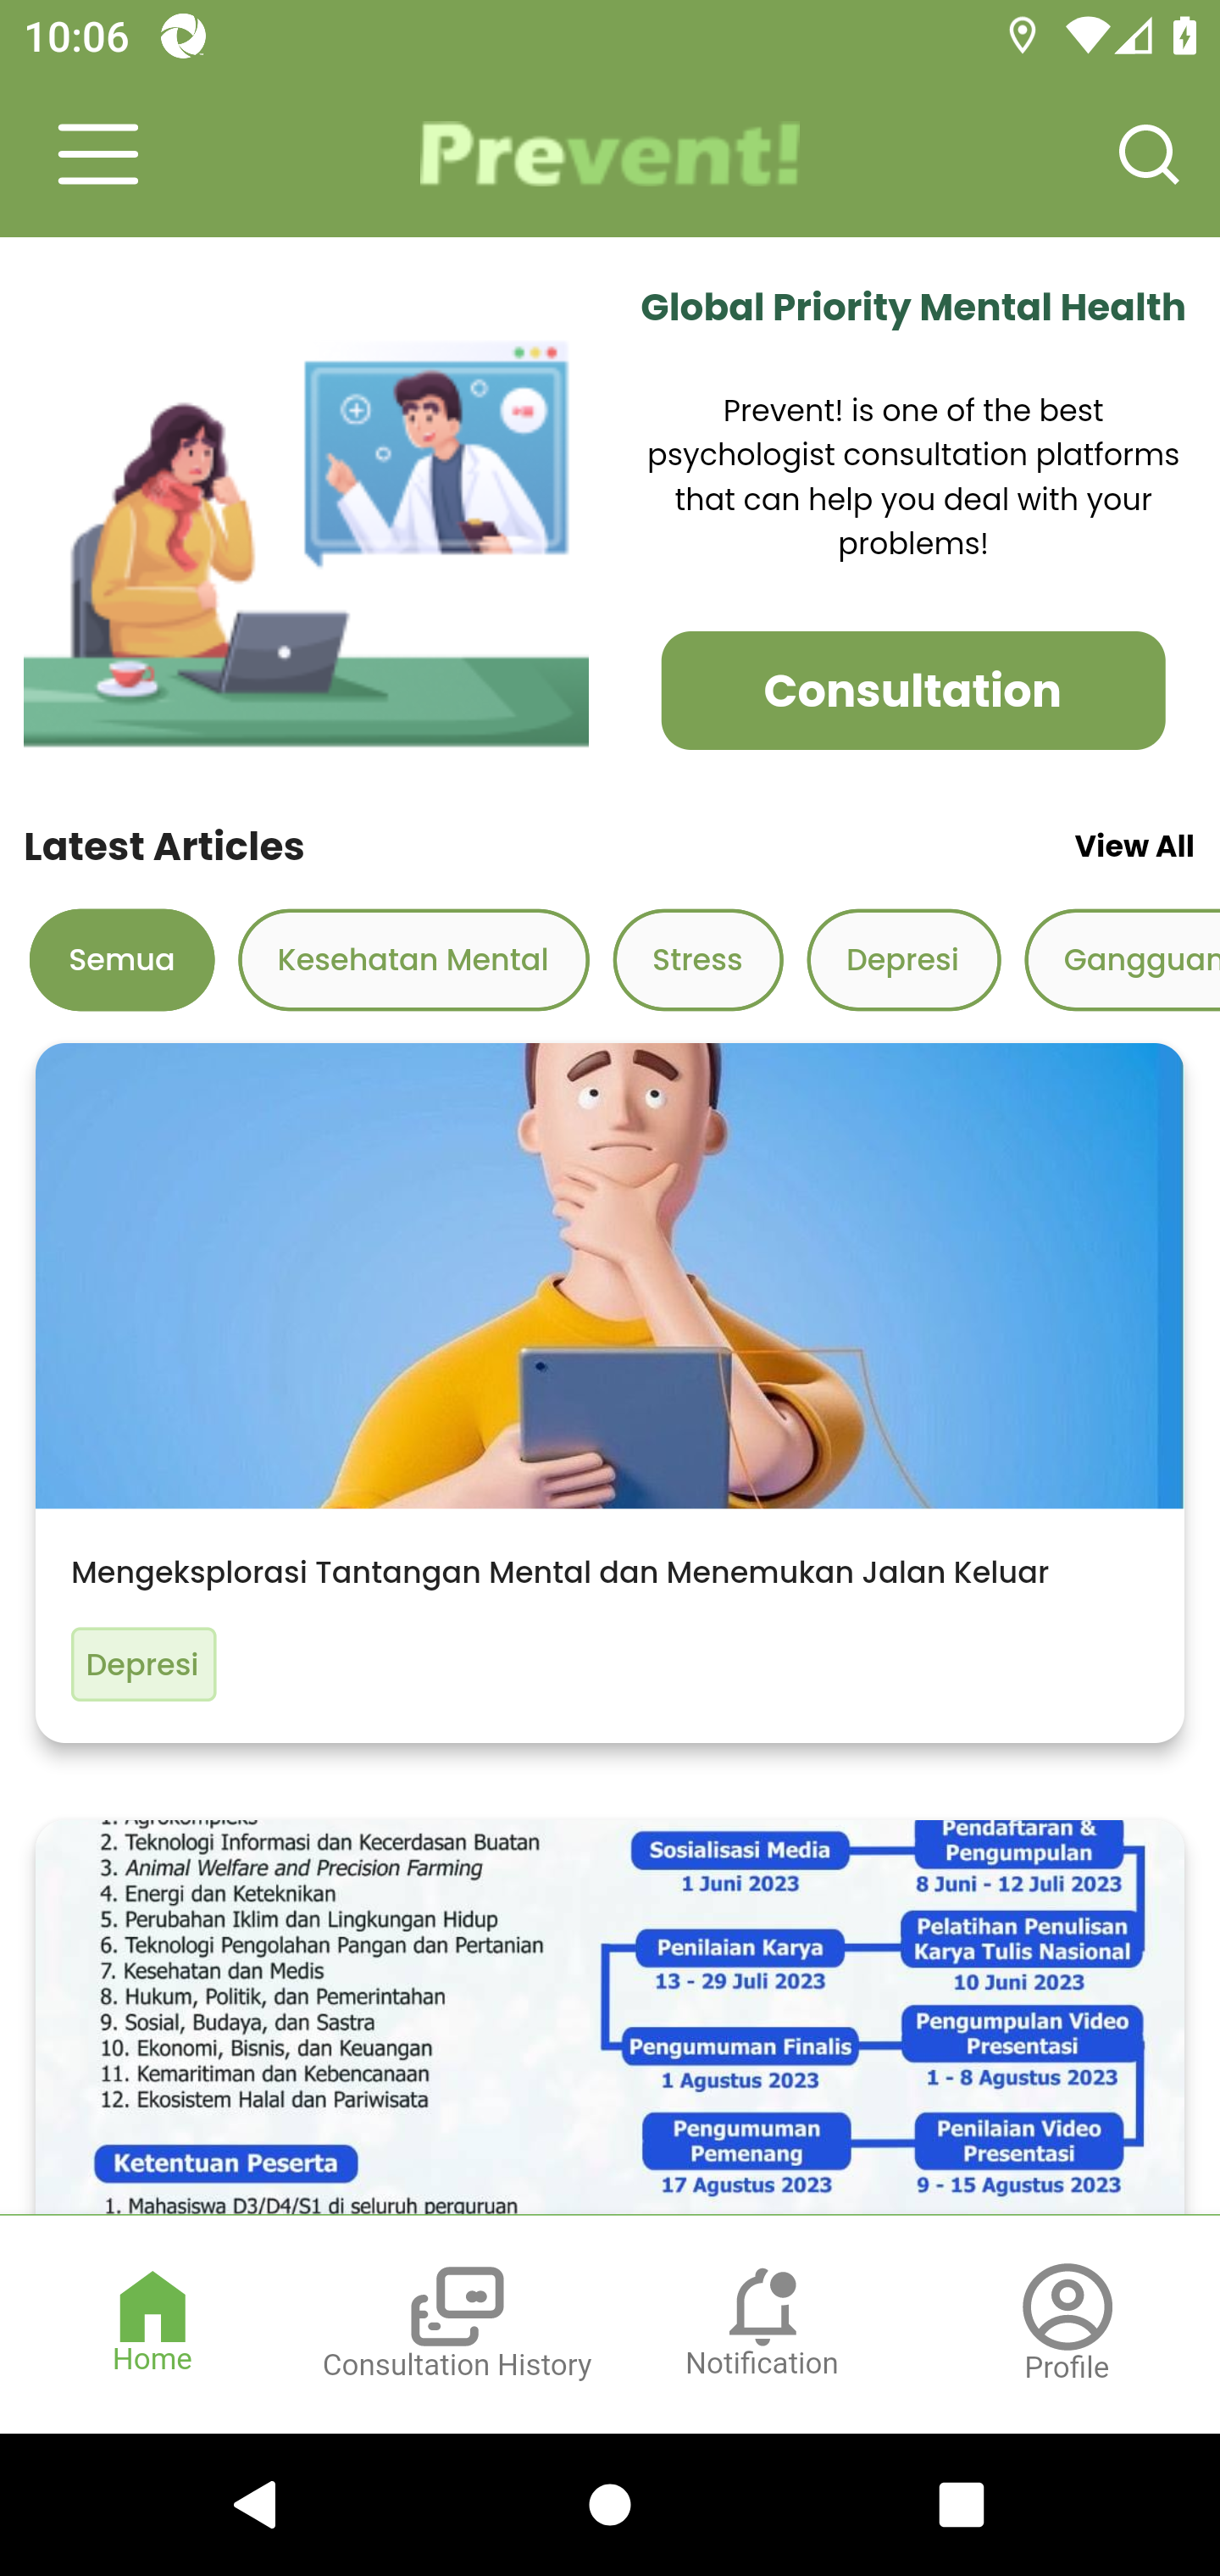 10:06
Prevent!
Global Priority Mental Health
Prevent! is one of the best
psychologist consultation platforms
that can help you deal with your
problems!
Consultation
Latest Articles
View All
Semua
Kesehatan Mental
Stress
Depresi
Gangguan
Mengeksplorasi Tantangan Mental dan Menemukan Jalan Keluar
Depresi
1. Agrokompleks
2. Teknologi Informasi dan Kecerdasan Buatan
3. Animal Welfare and Precision Farming
4. Energi dan Keteknikan
5. Perubahan Iklim dan Lingkungan Hidup
6. Teknologi Pengolahan Pangan dan Pertanian
7. Kesehatan dan Medis
8. Hukum, Politik, dan Pemerintahan
9. Sosial, Budaya, dan Sastra
10. Ekonomi, Bisnis, dan Keuangan
11. Kemaritiman dan Kebencanaan
12. Ekosistem Halal dan Pariwisata
Ketentuan Peserta
1. Mahasiswa D3/D4/S1 di seluruh perguruan
Sosialisasi Media
1 Juni 2023
Pendaftaran &
Pengumpulan
8 Juni - 12 Juli 2023
Penilaian Karya
13 - 29 Juli 2023
Pelatihan Penulisan
Karya Tulis Nasional
10 Juni 2023
Pengumuman Finalis
1 Agustus 2023
Pengumpulan Video
Presentasi
1 - 8 Agustus 2023
Pengumuman
Pemenang
17 Agustus 2023
Penilaian Video
Presentasi
9 - 15 Agustus 2023
Home
Consultation History
Notification
Profile